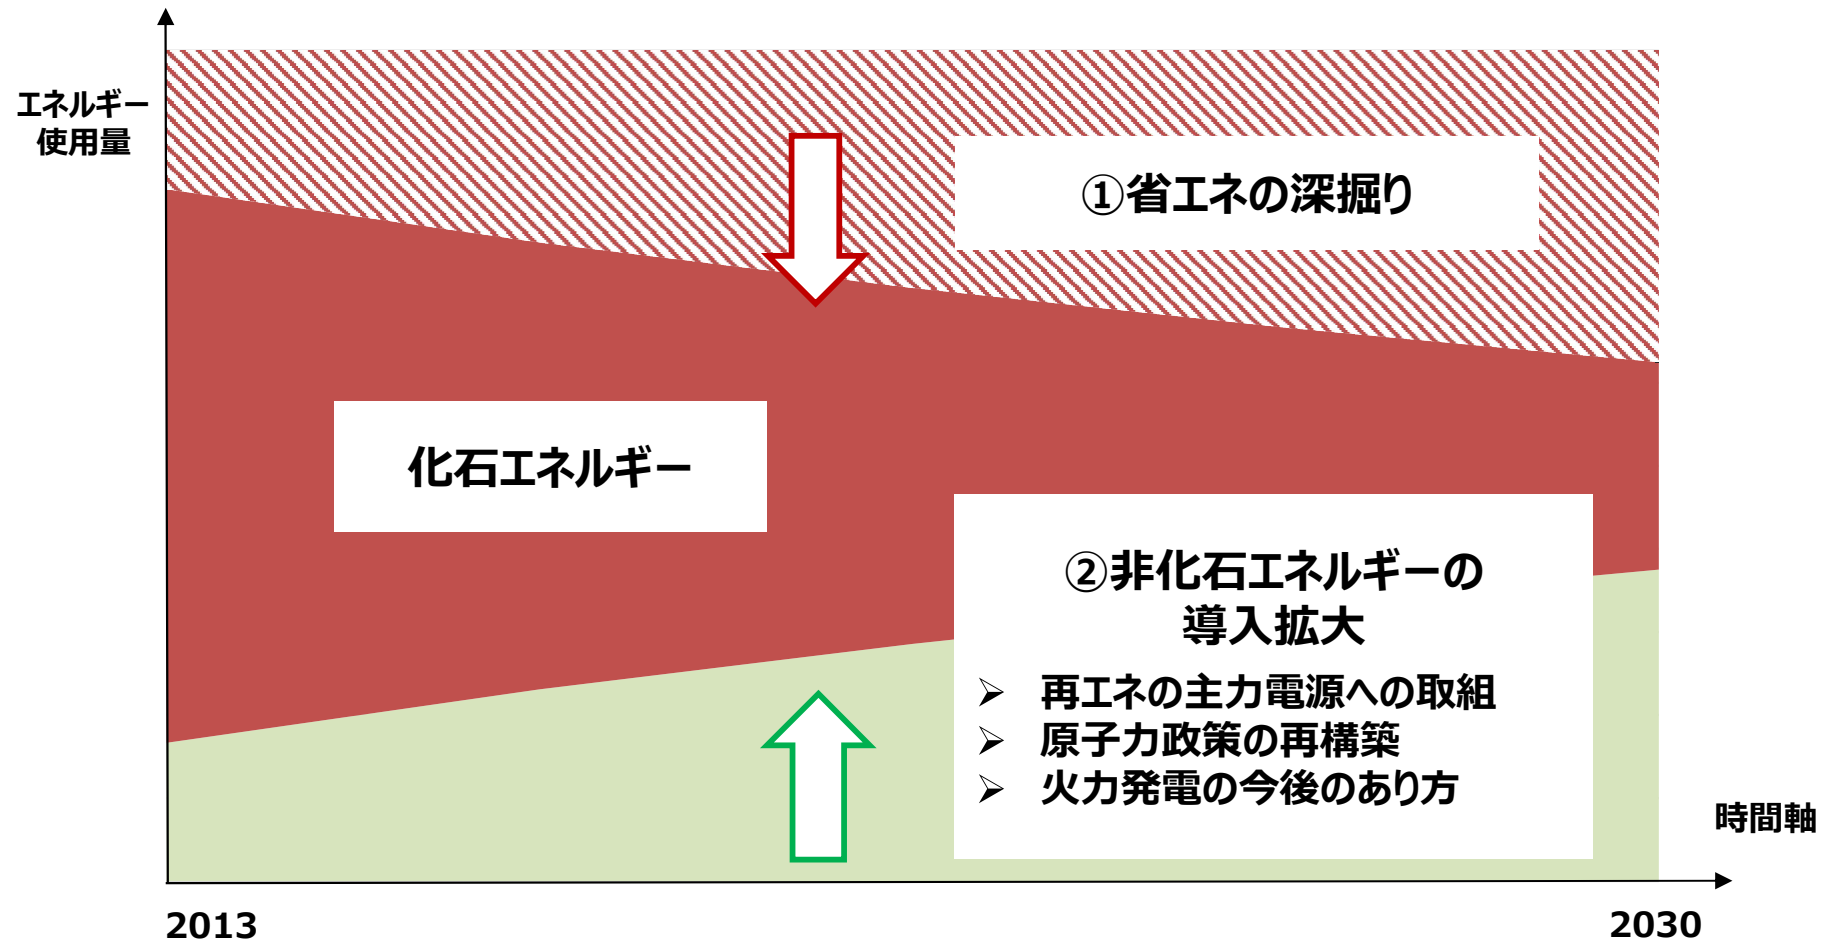 エネルギー
使用量
①省エネの深掘り
化石エネルギー
②非化石エネルギーの
導入拡大
➢ 再エネの主力電源への取組
➢ 原子力政策の再構築
➢ 火力発電の今後のあり方
時間軸
2013
2030